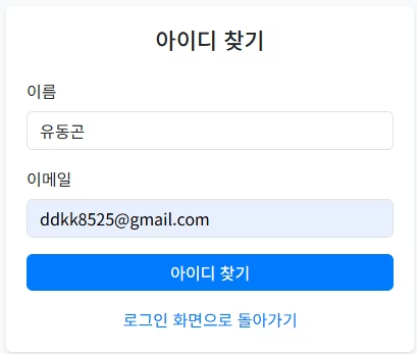 아이디 찾기
이름
유동곤
이메일
ddkk8525@gmail.com
아이디 찾기
로그인 화면으로 돌아가기